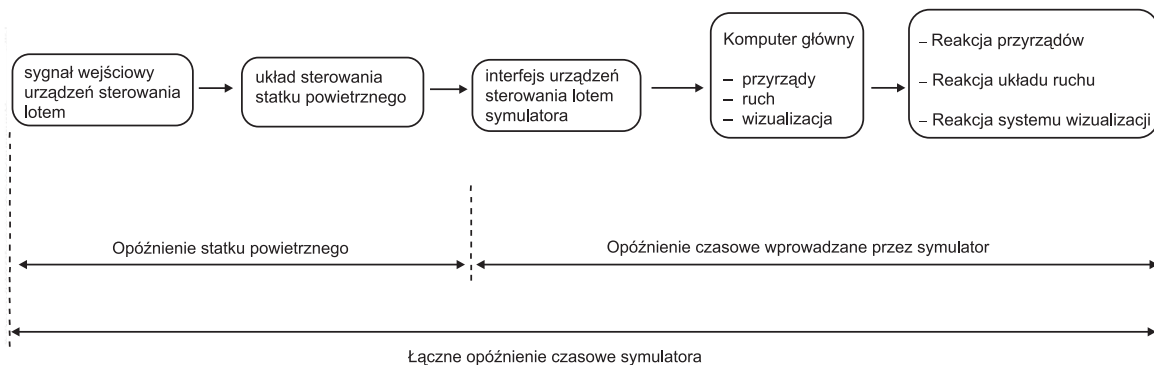 sygnał wejściowy
urządzeń sterowania
lotem
układ sterowania
statku powietrznego
interfejs urządzeń
sterowania lotem
symulatora
Komputer główny
– przyrządy
– ruch
– wizualizacja
– Reakcja przyrządów
– Reakcja układu ruchu
– Reakcja systemu wizualizacji
Opóźnienie statku powietrznego
Opóźnienie czasowe wprowadzane przez symulator
Łączne opóźnienie czasowe symulatora